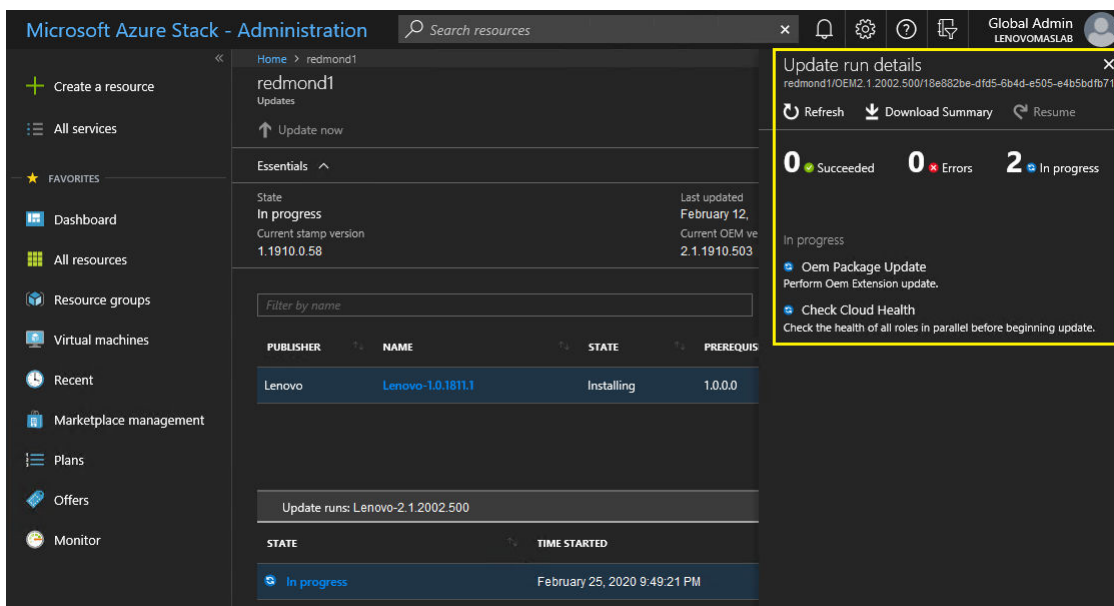 Microsoft Azure Stack - Administration
Search resources
Global Admin
LENOVOMASLAB
Create a resource
All services
FAVORITES
Dashboard
All resources
Resource groups
Virtual machines
Recent
Marketplace management
Plans
Offers
Monitor
Home > redmond1
redmond1
Updates
Update now
Essentials
State
In progress
Current stamp version
1.1910.0.58
Last updated
February 12,
Current OEM ve
2.1.1910.503
Filter by name
PUBLISHER NAME STATE PREREQUIS
Lenovo Lenovo-1.0.1811.1 Installing 1.0.0.0
Update runs: Lenovo-2.1.2002.500
STATE TIME STARTED
In progress February 25, 2020 9:49:21 PM
Update run details
redmond1/OEM2.1.2002.500/18e882be-dfd5-6b4d-e505-e4b5bdfb71
Refresh Download Summary Resume
0 Succeeded 0 Errors 2 In progress
In progress
Oem Package Update
Perform Oem Extension update.
Check Cloud Health
Check the health of all roles in parallel before beginning update.